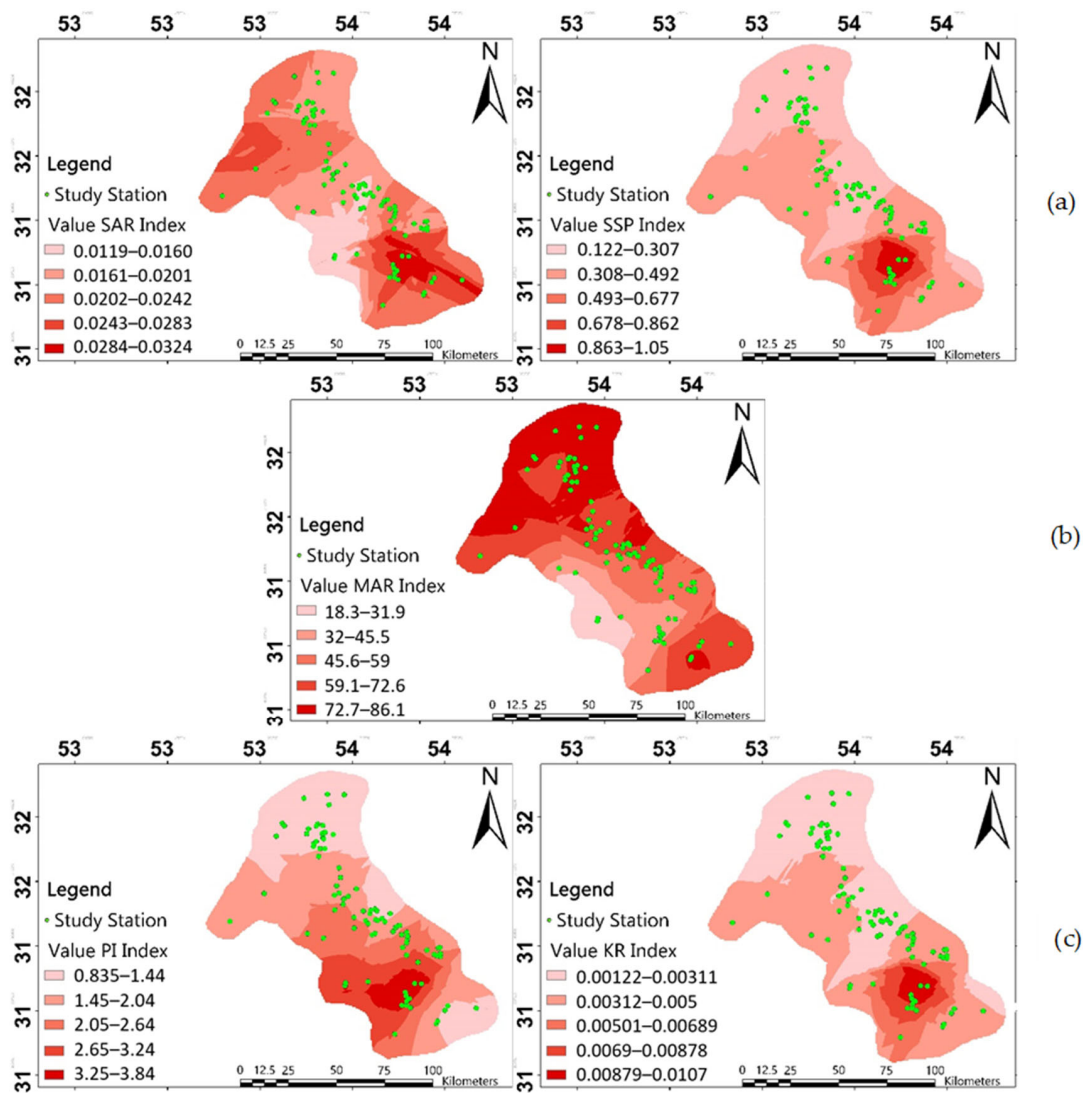 53 53 53 54 54
53 53 53 54 54
N
N
32
32
31
31
31
32
32
31
31
31
Legend
Study Station
Value SAR Index
0.0119–0.0160
0.0161–0.0201
0.0202–0.0242
0.0243–0.0283
0.0284–0.0324
0 12.5 25 50 75 100
Kilometers
Legend
Study Station
Value SSP Index
0.122–0.307
0.308–0.492
0.493–0.677
0.678–0.862
0.863–1.05
0 12.5 25 50 75 100
Kilometers
(a)
53 53 53 54 54
N
32
32
31
31
31
Legend
Study Station
Value MAR Index
18.3–31.9
32–45.5
45.6–59
59.1–72.6
72.7–86.1
0 12.5 25 50 75 100
Kilometers
(b)
53 53 53 54 54
53 53 53 54 54
N
N
32
32
31
31
31
32
32
31
31
31
Legend
Study Station
Value PI Index
0.835–1.44
1.45–2.04
2.05–2.64
2.65–3.24
3.25–3.84
0 12.5 25 50 75 100
Kilometers
Legend
Study Station
Value KR Index
0.00122–0.00311
0.00312–0.005
0.00501–0.00689
0.0069–0.00878
0.00879–0.0107
0 12.5 25 50 75 100
Kilometers
(c)